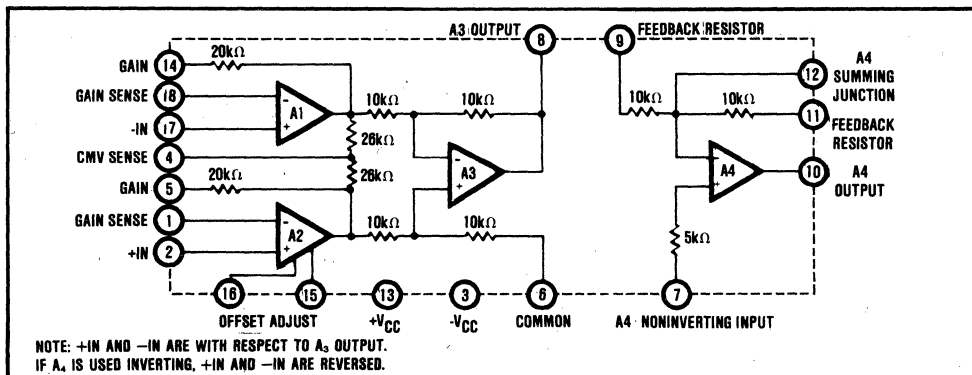 A3 OUTPUT 8 9 FEEDBACK RESISTOR
20kΩ
GAIN 14
12 A4
SUMMING
JUNCTION
GAIN SENSE 18
- A1 +
10kΩ 10kΩ
10kΩ 10kΩ
11 FEEDBACK
RESISTOR
-IN 17
26kΩ
CMV SENSE 4
26kΩ
- A3 +
- A4 +
10 A4
OUTPUT
GAIN 5
20kΩ
GAIN SENSE 1
- A2 +
10kΩ 10kΩ
5kΩ
+IN 2
16 15 13 3 6 7
OFFSET ADJUST +VCC -VCC COMMON A4 NONINVERTING INPUT
NOTE: +IN AND -IN ARE WITH RESPECT TO A3 OUTPUT.
IF A4 IS USED INVERTING, +IN AND -IN ARE REVERSED.